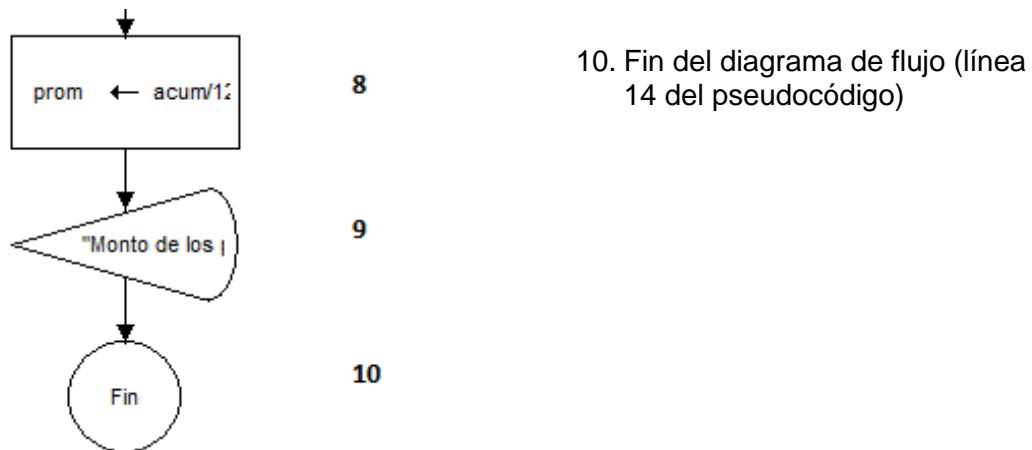 prom ← acum/12
8
10. Fin del diagrama de flujo (línea
14 del pseudocódigo)
"Monto de los
9
10
Fin